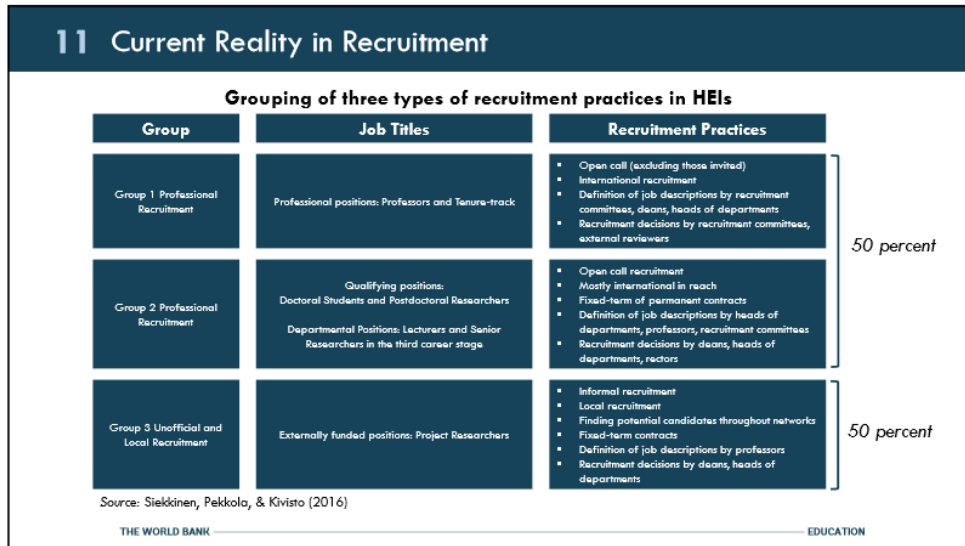 11 Current Reality in Recruitment
Grouping of three types of recruitment practices in HEIs
Group
Job Titles
Recruitment Practices
Group 1 Professional
Recruitment
Professional positions: Professors and Tenure-track
▪ Open call (excluding those invited)
▪ International recruitment
▪ Definition of job descriptions by recruitment
committees, deans, heads of departments
▪ Recruitment decisions by recruitment committees,
external reviewers
50 percent
Group 2 Professional
Recruitment
Qualifying positions:
Doctoral Students and Postdoctoral Researchers
Departmental Positions: Lecturers and Senior
Researchers in the third career stage
▪ Open call recruitment
▪ Mostly international in reach
▪ Fixed-term of permanent contracts
▪ Definition of job descriptions by heads of
departments, professors, recruitment committees
▪ Recruitment decisions by deans, heads of
departments, rectors
Group 3 Unofficial and
Local Recruitment
Externally funded positions: Project Researchers
▪ Informal recruitment
▪ Local recruitment
▪ Finding potential candidates throughout networks
▪ Fixed-term contracts
▪ Definition of job descriptions by professors
▪ Recruitment decisions by deans, heads of
departments
50 percent
Source: Siekkinen, Pekkola, & Kivisto (2016)
THE WORLD BANK
EDUCATION